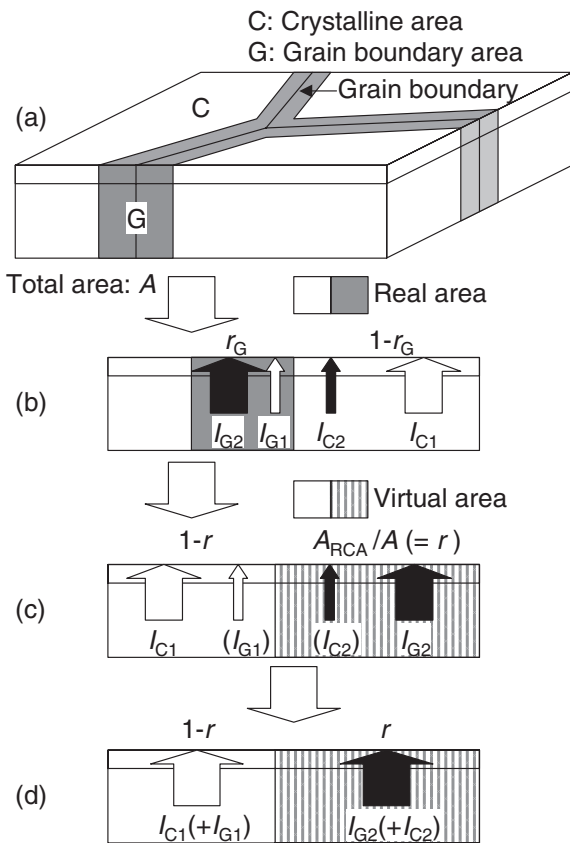 C: Crystalline area
G: Grain boundary area
Grain boundary
C
(a)
G
Total area: A
Real area
r_G
1-r_G
(b)
I_G2
I_G1
I_C2
I_C1
Virtual area
1-r
A_RCA/A (= r)
(c)
I_C1
(I_G1)
(I_C2)
I_G2
1-r
r
(d)
I_C1(+I_G1)
I_G2(+I_C2)